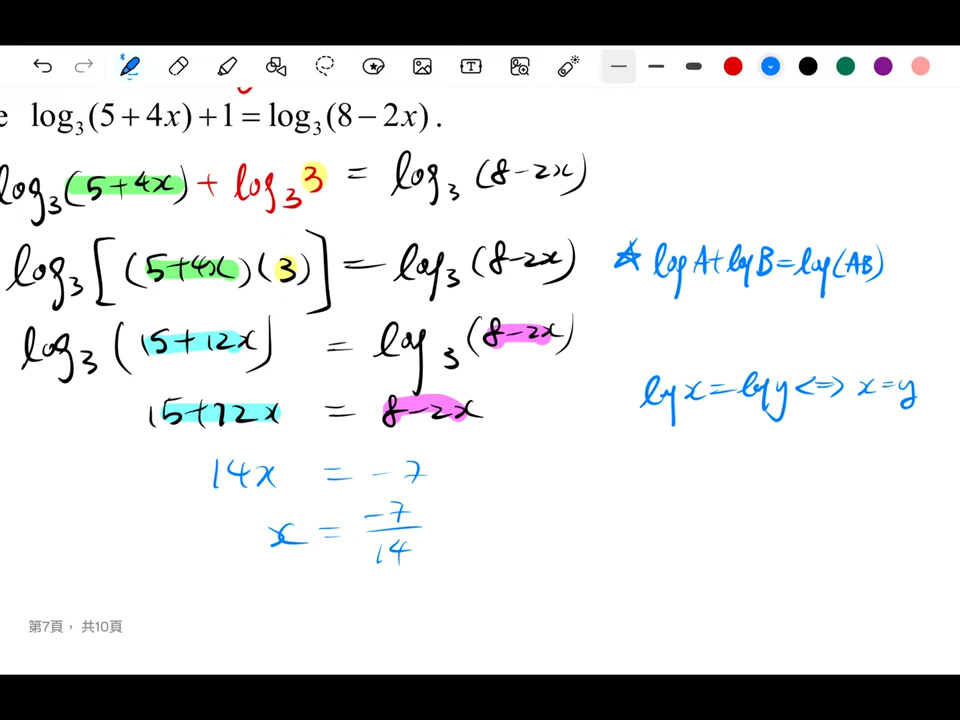 e log₃(5 + 4x) + 1 = log₃(8 − 2x).
log₃(5+4x) + log₃ 3 = log₃ (8-2x)
log₃[(5+4x)(3)] = log₃ (8-2x)
☆ log A + log B = log(AB)
log₃ (15+12x) = log₃ (8-2x)
15+12x = 8-2x
log x = log y <=> x = y
14x = -7
x = -7/14
第7頁， 共10頁